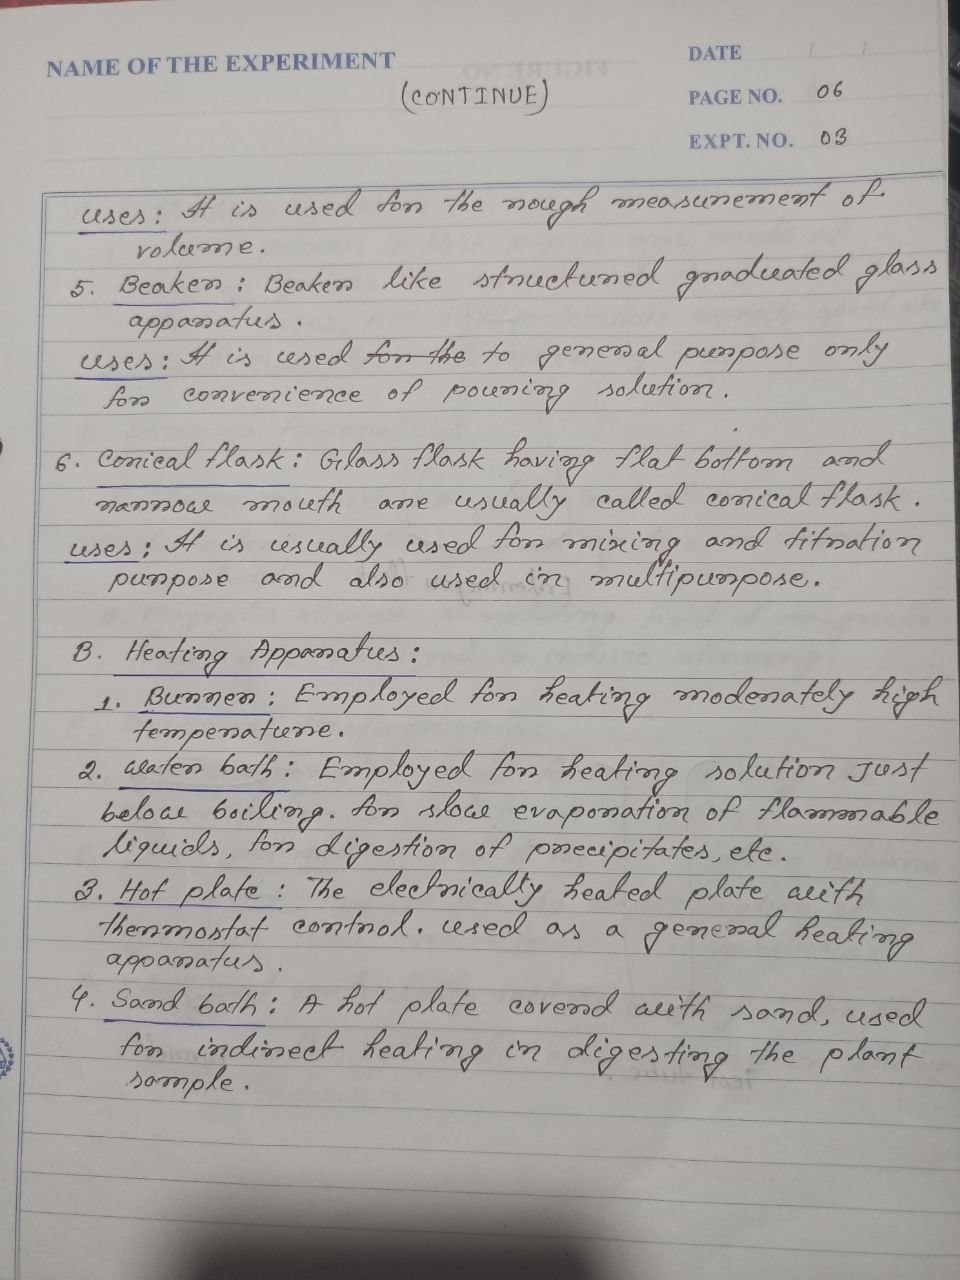 NAME OF THE EXPERIMENT
(CONTINUE)
DATE / /
PAGE NO. 06
EXPT. NO. 03
uses: It is used for the rough measurement of
volume.
5. Beaker: Beaker like structured graduated glass
apparatus.
uses: It is used for the to general purpose only
for convenience of pouring solution.
6. Conical flask: Glass flask having flat bottom and
narrow mouth are usually called conical flask.
uses: It is usually used for mixing and titration
purpose and also used in multipurpose.
B. Heating Apparatus:
1. Burner: Employed for heating moderately high
temperature.
2. Water bath: Employed for heating solution Just
below boiling. for slow evaporation of flammable
liquids, for digestion of precipitates, etc.
3. Hot plate: The electrically heated plate with
thermostat control. used as a general heating
apparatus.
4. Sand bath: A hot plate coverd with sand, used
for indirect heating in digesting the plant
sample.